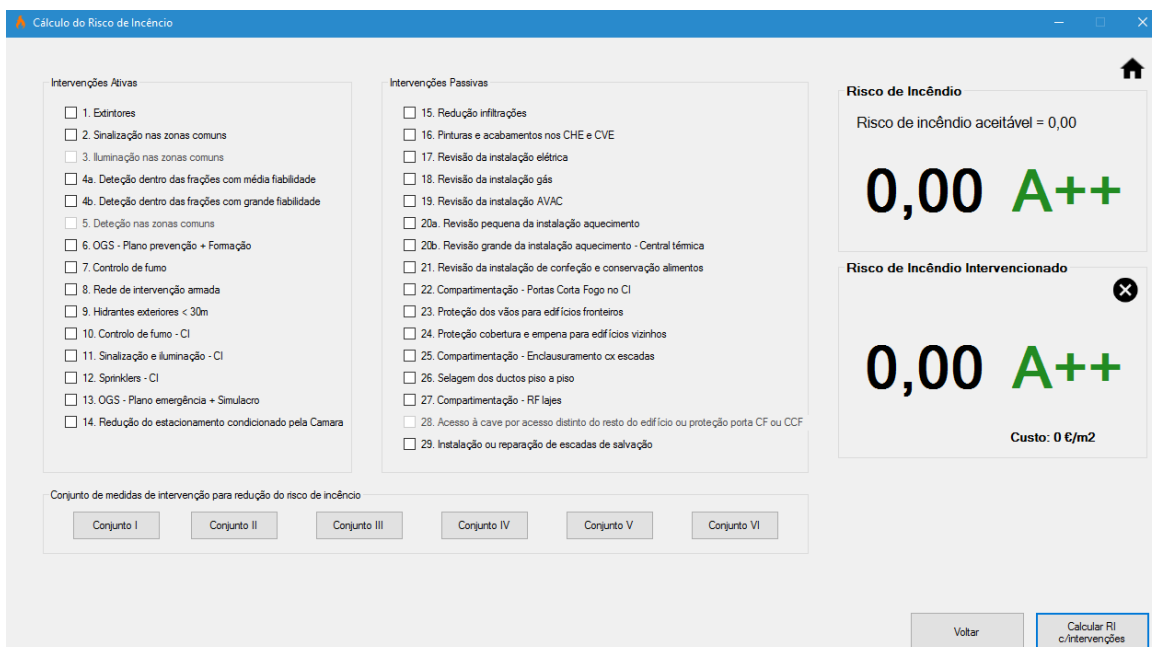 Cálculo do Risco de Incêncio
Intervenções Ativas
1. Extintores
2. Sinalização nas zonas comuns
3. Iluminação nas zonas comuns
4a. Deteção dentro das frações com média fiabilidade
4b. Deteção dentro das frações com grande fiabilidade
5. Deteção nas zonas comuns
6. OGS - Plano prevenção + Formação
7. Controlo de fumo
8. Rede de intervenção armada
9. Hidrantes exteriores < 30m
10. Controlo de fumo - CI
11. Sinalização e iluminação - CI
12. Sprinklers - CI
13. OGS - Plano emergência + Simulacro
14. Redução do estacionamento condicionado pela Camara
Intervenções Passivas
15. Redução infiltrações
16. Pinturas e acabamentos nos CHE e CVE
17. Revisão da instalação elétrica
18. Revisão da instalação gás
19. Revisão da instalação AVAC
20a. Revisão pequena da instalação aquecimento
20b. Revisão grande da instalação aquecimento - Central térmica
21. Revisão da instalação de confeção e conservação alimentos
22. Compartimentação - Portas Corta Fogo no CI
23. Proteção dos vãos para edifícios fronteiros
24. Proteção cobertura e empena para edifícios vizinhos
25. Compartimentação - Enclausuramento cx escadas
26. Selagem dos ductos piso a piso
27. Compartimentação - RF lajes
28. Acesso à cave por acesso distinto do resto do edifício ou proteção porta CF ou CCF
29. Instalação ou reparação de escadas de salvação
Risco de Incêndio
Risco de incêndio aceitável = 0,00
0,00 A++
Risco de Incêndio Intervencionado
0,00 A++
Custo: 0 €/m2
Conjunto de medidas de intervenção para redução do risco de incêncio
Conjunto I
Conjunto II
Conjunto III
Conjunto IV
Conjunto V
Conjunto VI
Voltar
Calcular RI
c/intervenções